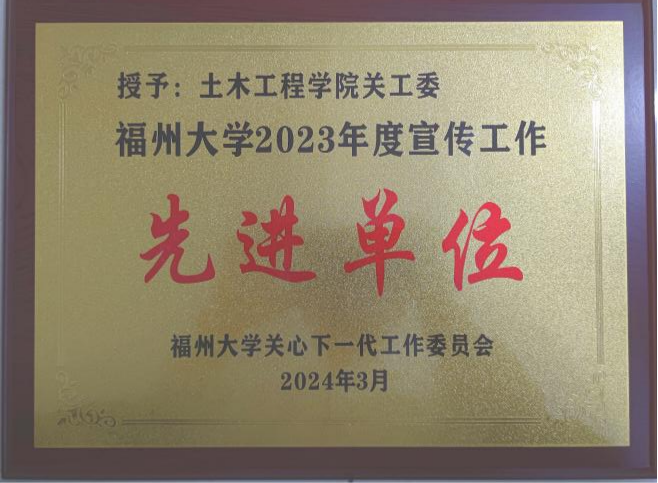 授予：土木工程学院关工委
福州大学2023年度宣传工作
先进单位
福州大学关心下一代工作委员会
2024年3月